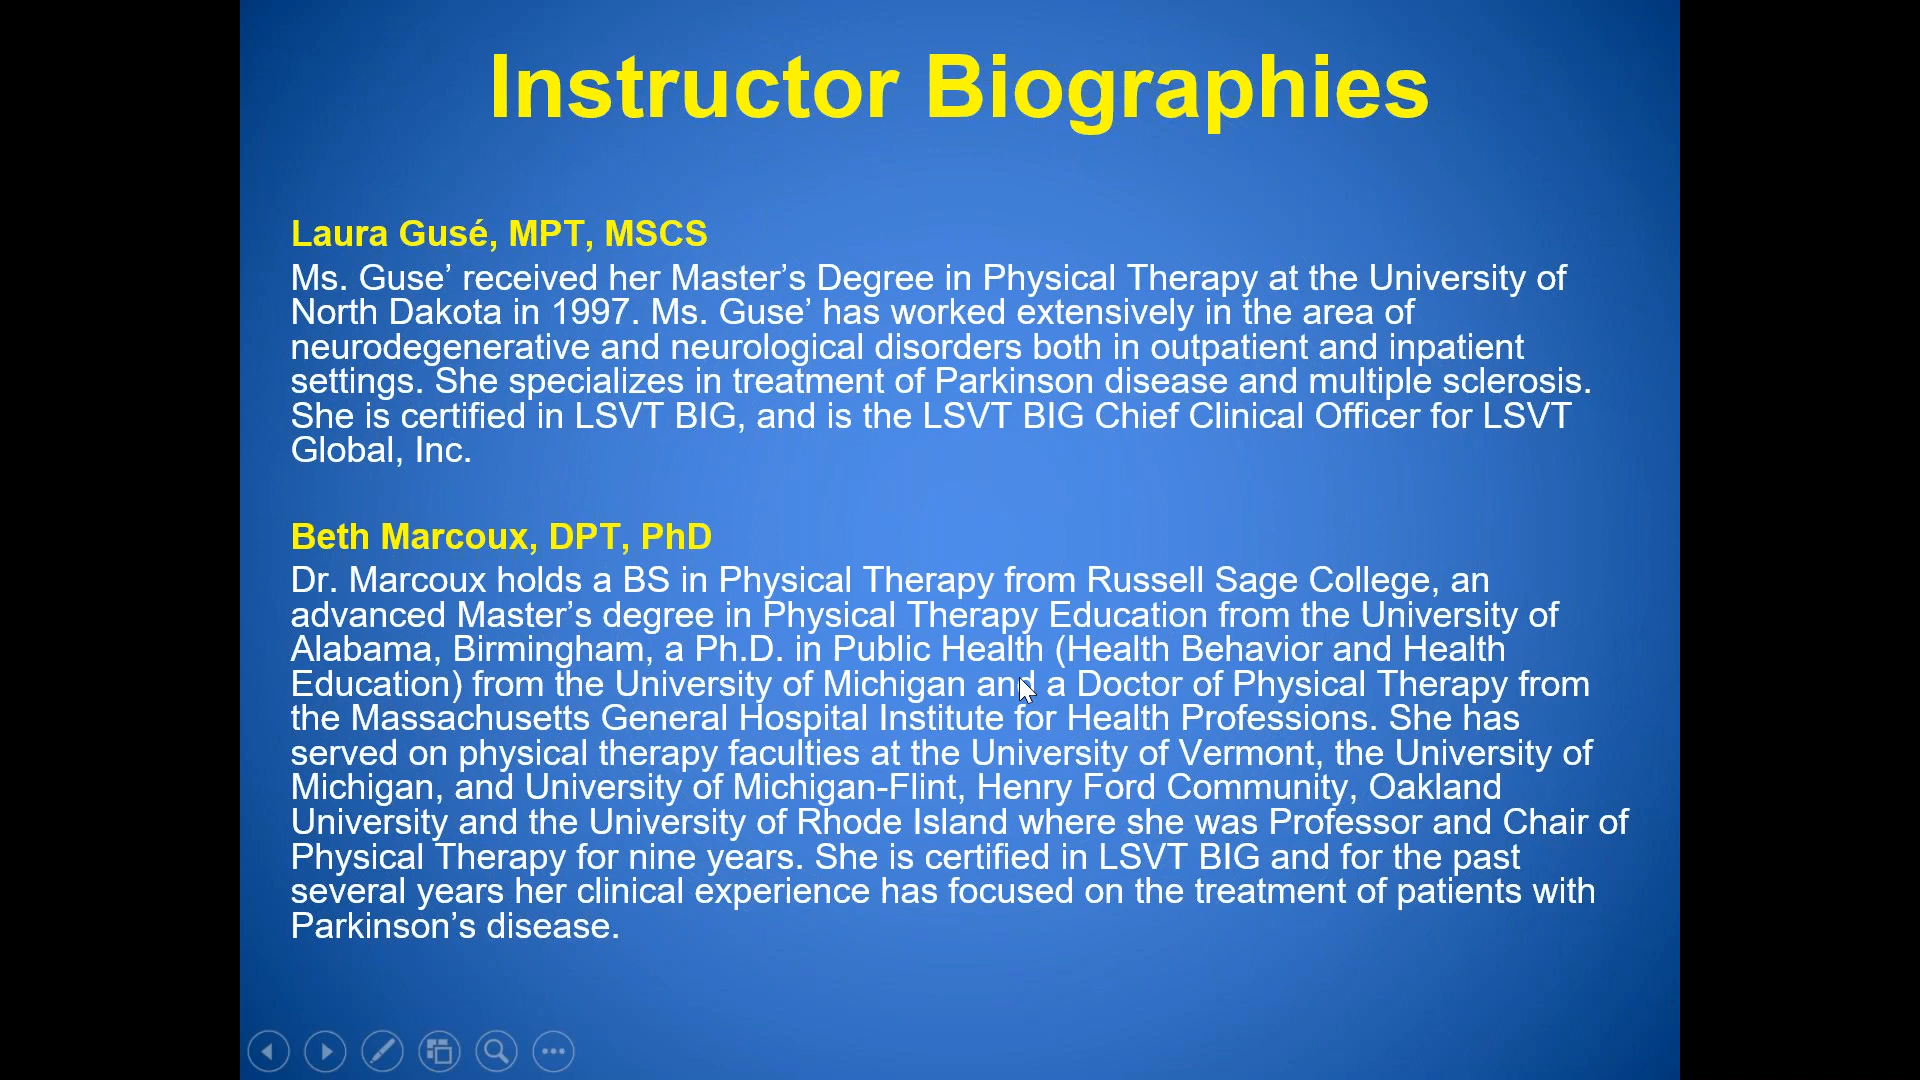 Instructor Biographies
Laura Gusé, MPT, MSCS
Ms. Guse’ received her Master’s Degree in Physical Therapy at the University of
North Dakota in 1997. Ms. Guse’ has worked extensively in the area of
neurodegenerative and neurological disorders both in outpatient and inpatient
settings. She specializes in treatment of Parkinson disease and multiple sclerosis.
She is certified in LSVT BIG, and is the LSVT BIG Chief Clinical Officer for LSVT
Global, Inc.
Beth Marcoux, DPT, PhD
Dr. Marcoux holds a BS in Physical Therapy from Russell Sage College, an
advanced Master’s degree in Physical Therapy Education from the University of
Alabama, Birmingham, a Ph.D. in Public Health (Health Behavior and Health
Education) from the University of Michigan and a Doctor of Physical Therapy from
the Massachusetts General Hospital Institute for Health Professions. She has
served on physical therapy faculties at the University of Vermont, the University of
Michigan, and University of Michigan-Flint, Henry Ford Community, Oakland
University and the University of Rhode Island where she was Professor and Chair of
Physical Therapy for nine years. She is certified in LSVT BIG and for the past
several years her clinical experience has focused on the treatment of patients with
Parkinson’s disease.